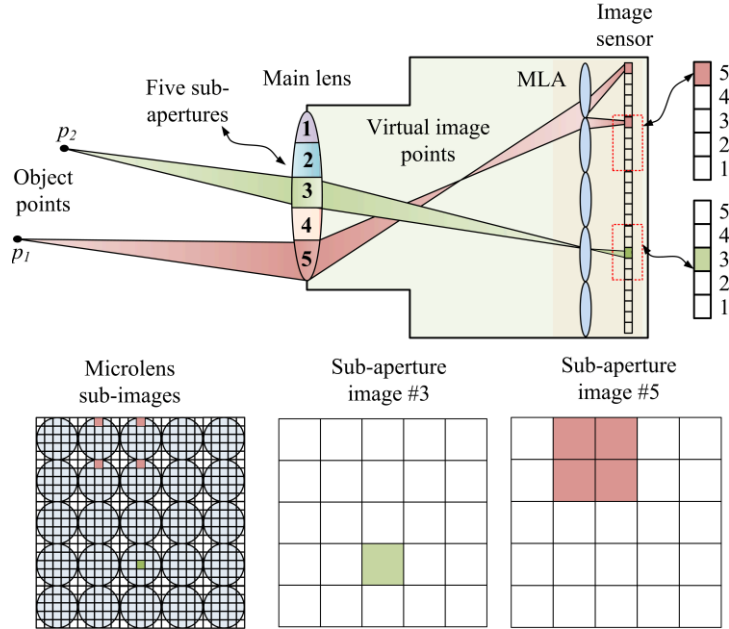 Image
sensor
Main lens
MLA
Five sub-
apertures
Virtual image
points
p2
Object
points
p1
1
2
3
4
5
5
4
3
2
1
5
4
3
2
1
Microlens
sub-images
Sub-aperture
image #3
Sub-aperture
image #5